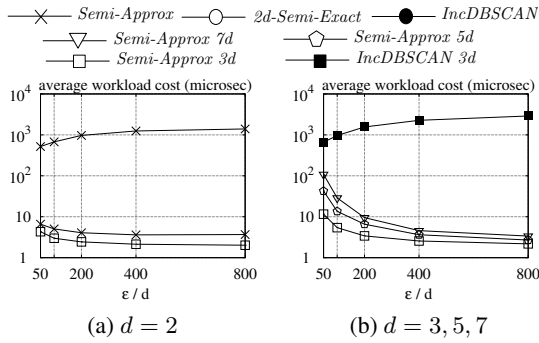 Semi-Approx 2d-Semi-Exact IncDBSCAN
Semi-Approx 7d Semi-Approx 5d
Semi-Approx 3d IncDBSCAN 3d
average workload cost (microsec)
10^4
10^3
10^2
10
1
50 200 400 800
ε / d
(a) d = 2
average workload cost (microsec)
10^4
10^3
10^2
10
1
50 200 400 800
ε / d
(b) d = 3, 5, 7